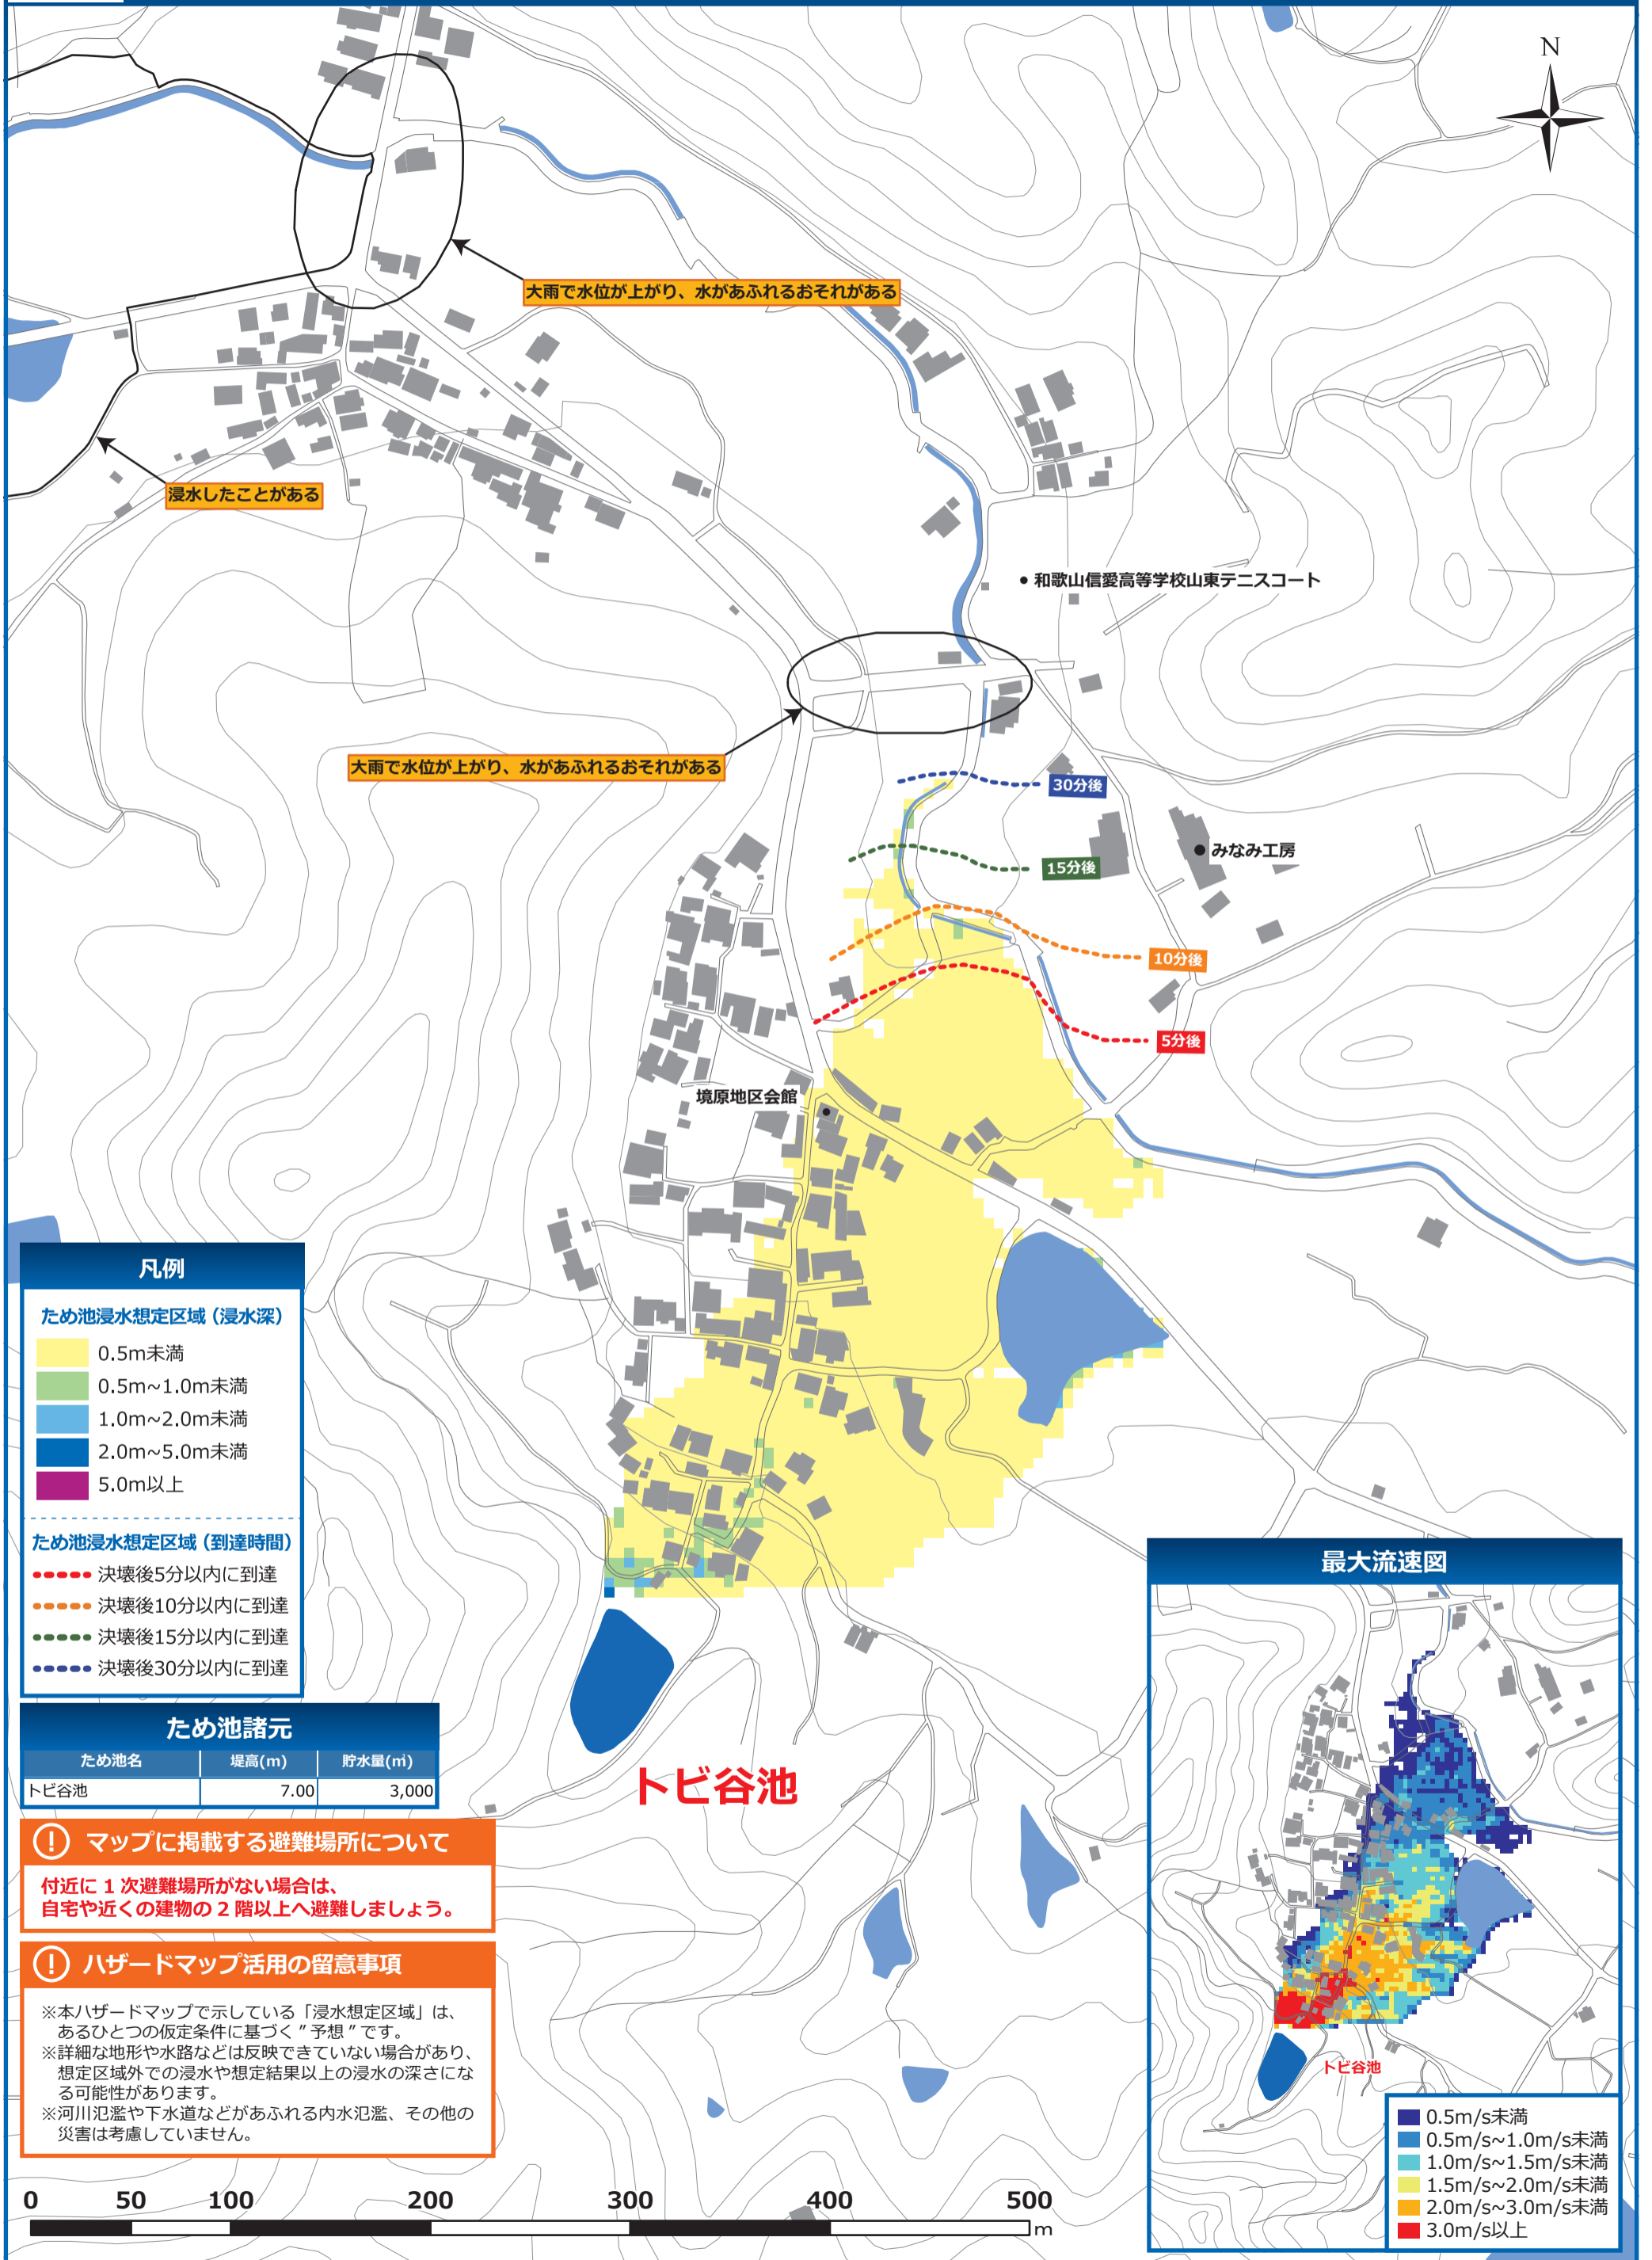 N
大雨で水位が上がり、水があふれるおそれがある
浸水したことがある
和歌山信愛高等学校山東テニスコート
大雨で水位が上がり、水があふれるおそれがある
30分後
みなみ工房
15分後
10分後
5分後
境原地区会館
トビ谷池
凡例
ため池浸水想定区域（浸水深）
0.5m未満
0.5m~1.0m未満
1.0m~2.0m未満
2.0m~5.0m未満
5.0m以上
ため池浸水想定区域（到達時間）
決壊後5分以内に到達
決壊後10分以内に到達
決壊後15分以内に到達
決壊後30分以内に到達
ため池諸元
ため池名 堤高(m) 貯水量(㎥)
トビ谷池 7.00 3,000
! マップに掲載する避難場所について
付近に1次避難場所がない場合は、
自宅や近くの建物の2階以上へ避難しましょう。
! ハザードマップ活用の留意事項
※本ハザードマップで示している「浸水想定区域」は、
あるひとつの仮定条件に基づく"予想"です。
※詳細な地形や水路などは反映できていない場合があり、
想定区域外での浸水や想定結果以上の浸水の深さにな
る可能性があります。
※河川氾濫や下水道などがあふれる内水氾濫、その他の
災害は考慮していません。
0 50 100 200 300 400 500
m
最大流速図
トビ谷池
0.5m/s未満
0.5m/s~1.0m/s未満
1.0m/s~1.5m/s未満
1.5m/s~2.0m/s未満
2.0m/s~3.0m/s未満
3.0m/s以上